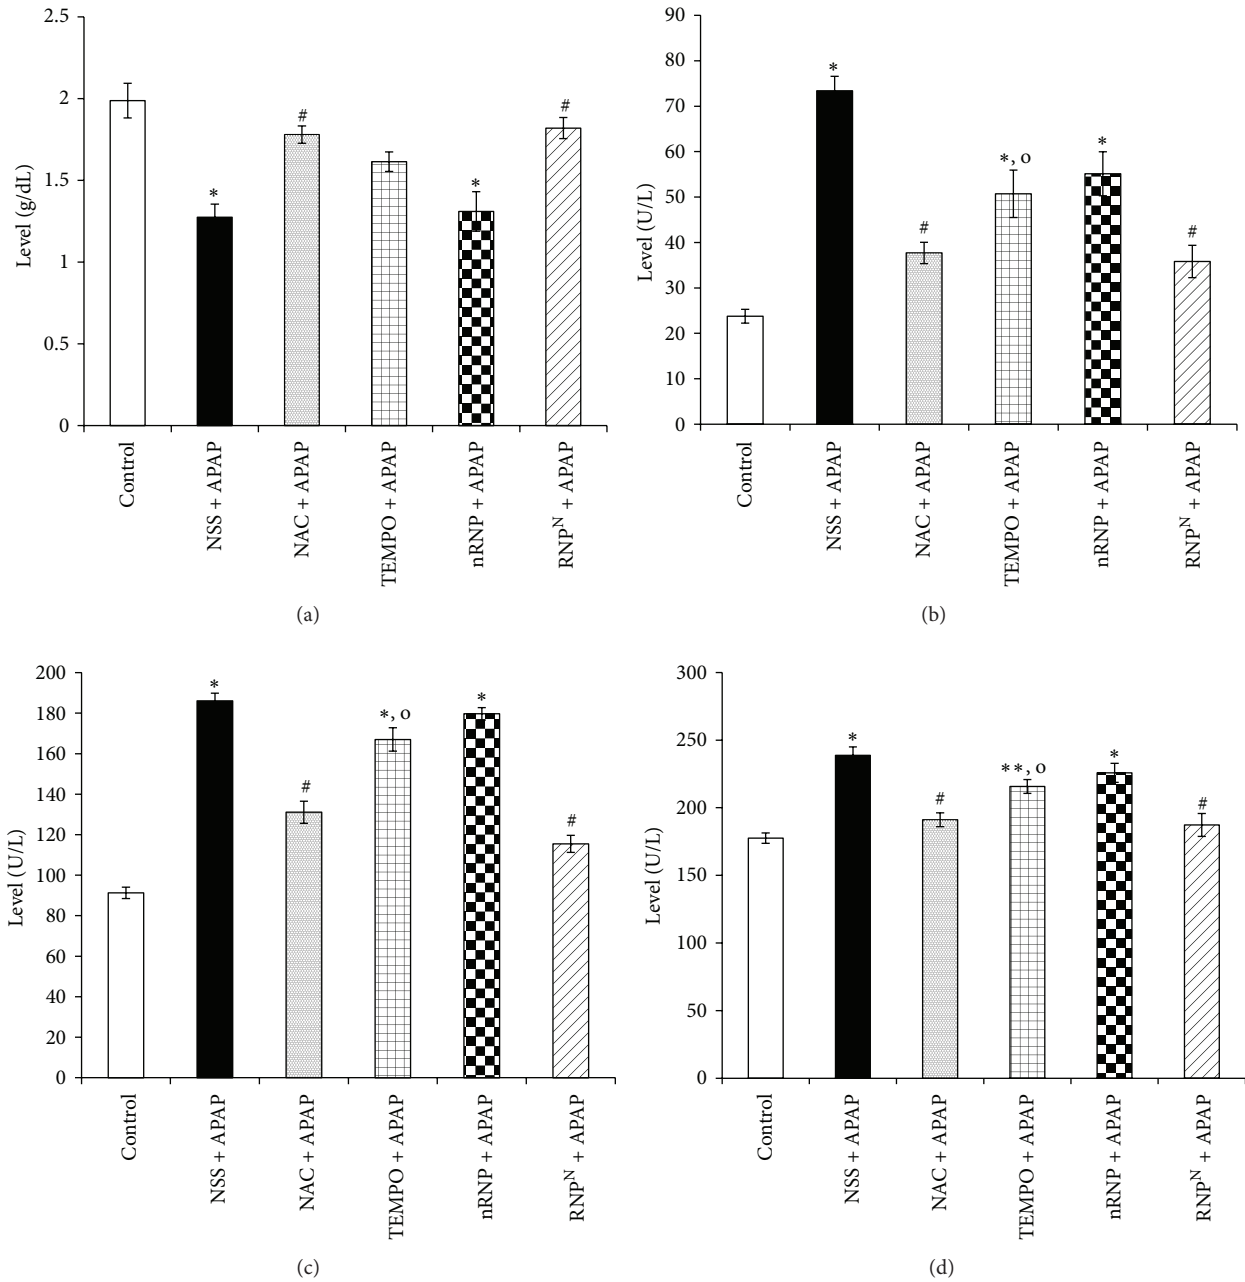 2.5
2
1.5
1
0.5
0
Level (g/dL)
*
#
*
#
Control
NSS + APAP
NAC + APAP
TEMPO + APAP
nRNP + APAP
RNPᴺ + APAP
(a)
90
80
70
60
50
40
30
20
10
0
Level (U/L)
*
#
*, o
*
#
Control
NSS + APAP
NAC + APAP
TEMPO + APAP
nRNP + APAP
RNPᴺ + APAP
(b)
200
180
160
140
120
100
80
60
40
20
0
Level (U/L)
*
#
*, o
*
#
Control
NSS + APAP
NAC + APAP
TEMPO + APAP
nRNP + APAP
RNPᴺ + APAP
(c)
300
250
200
150
100
50
0
Level (U/L)
*
#
**, o
*
#
Control
NSS + APAP
NAC + APAP
TEMPO + APAP
nRNP + APAP
RNPᴺ + APAP
(d)